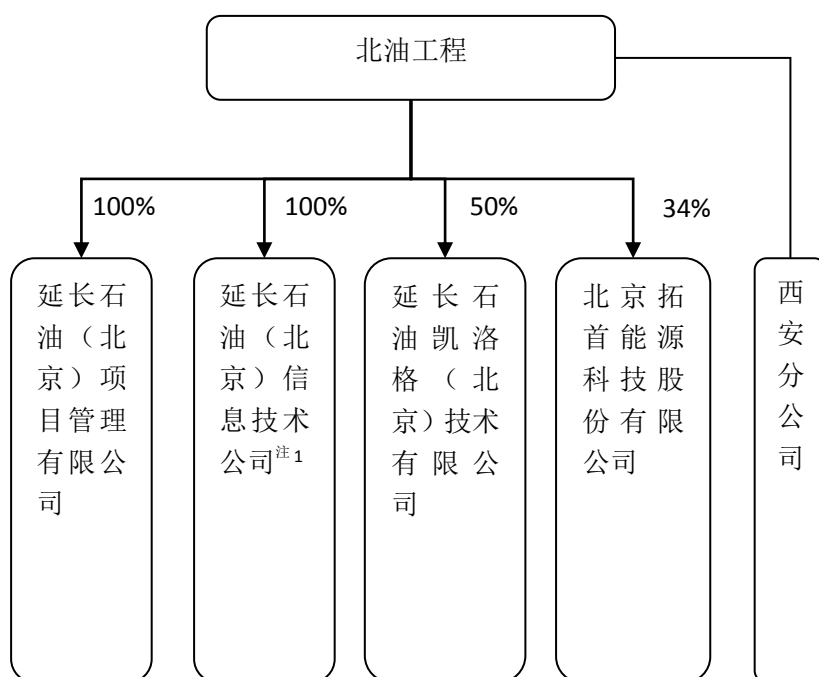 北油工程
100%
100%
50%
34%
延长石
油（北
京）项
目管理
有限公
司
延长石
油（北
京）信
息技术
公司注1
延长石
油凯洛
格（北
京）技术
有限公
司
北京拓
首能源
科技股
份有限
公司
西
安
分
公
司